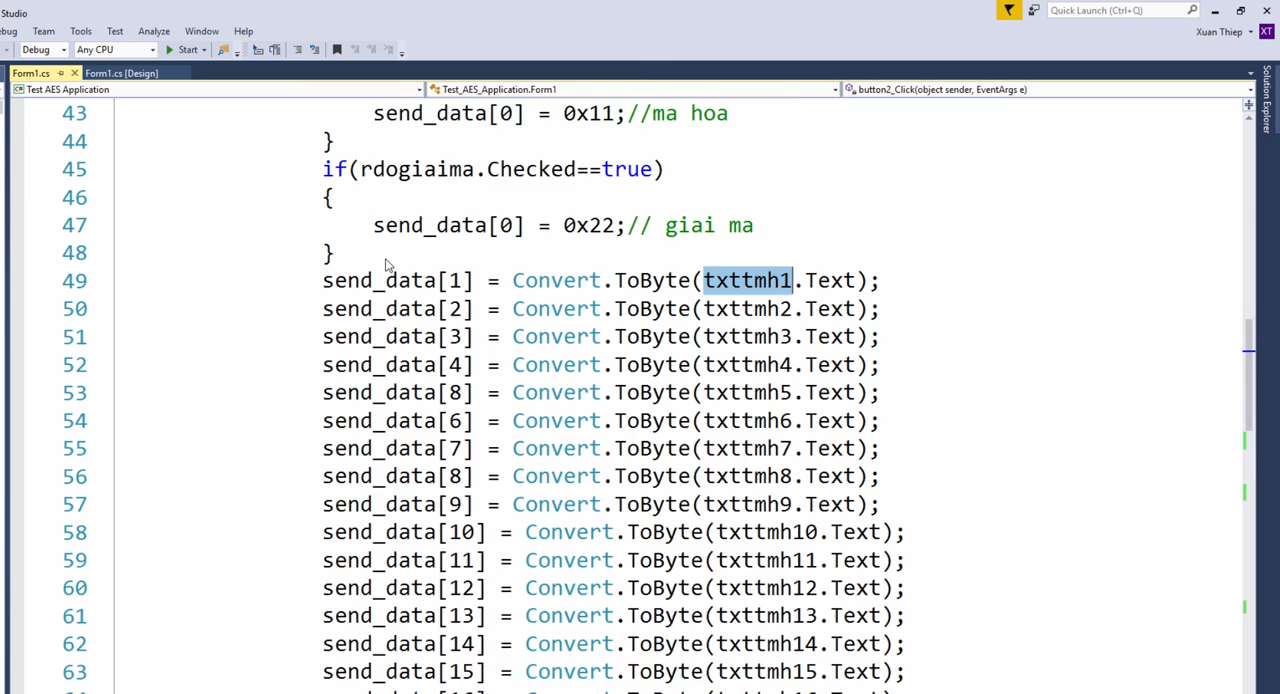 Studio
Quick Launch (Ctrl+Q)
ebug Team Tools Test Analyze Window Help
Xuan Thiep XT
Debug Any CPU Start
Form1.cs Form1.cs [Design]
Test AES Application Test_AES_Application.Form1 button2_Click(object sender, EventArgs e)
Solution Explorer
43 send_data[0] = 0x11;//ma hoa
44 }
45 if(rdogiaima.Checked==true)
46 {
47 send_data[0] = 0x22;// giai ma
48 }
49 send_data[1] = Convert.ToByte(txttmh1.Text);
50 send_data[2] = Convert.ToByte(txttmh2.Text);
51 send_data[3] = Convert.ToByte(txttmh3.Text);
52 send_data[4] = Convert.ToByte(txttmh4.Text);
53 send_data[8] = Convert.ToByte(txttmh5.Text);
54 send_data[6] = Convert.ToByte(txttmh6.Text);
55 send_data[7] = Convert.ToByte(txttmh7.Text);
56 send_data[8] = Convert.ToByte(txttmh8.Text);
57 send_data[9] = Convert.ToByte(txttmh9.Text);
58 send_data[10] = Convert.ToByte(txttmh10.Text);
59 send_data[11] = Convert.ToByte(txttmh11.Text);
60 send_data[12] = Convert.ToByte(txttmh12.Text);
61 send_data[13] = Convert.ToByte(txttmh13.Text);
62 send_data[14] = Convert.ToByte(txttmh14.Text);
63 send_data[15] = Convert.ToByte(txttmh15.Text);